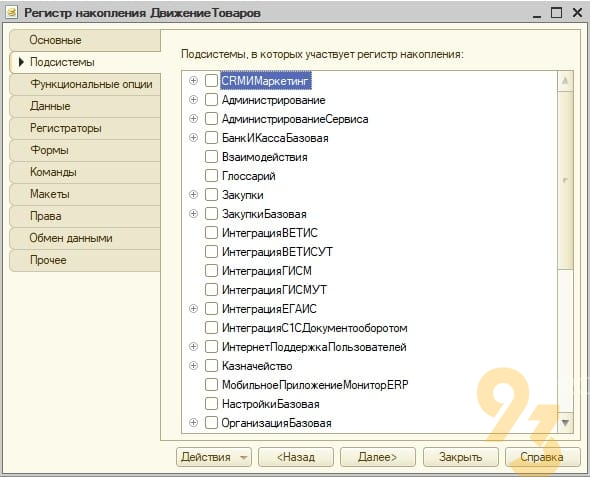 Регистр накопления ДвижениеТоваров
Основные
Подсистемы
Функциональные опции
Данные
Регистраторы
Формы
Команды
Макеты
Права
Обмен данными
Прочее
Подсистемы, в которых участвует регистр накопления:
CRMИМаркетинг
Администрирование
АдминистрированиеСервиса
БанкИКассаБазовая
Взаимодействия
Глоссарий
Закупки
ЗакупкиБазовая
ИнтеграцияВЕТИС
ИнтеграцияВЕТИСУТ
ИнтеграцияГИСМ
ИнтеграцияГИСМУТ
ИнтеграцияЕГАИС
ИнтеграцияС1СДокументооборотом
ИнтернетПоддержкаПользователей
Казначейство
МобильноеПриложениеМониторERP
НастройкиБазовая
ОрганизацияБазовая
Действия
<Назад
Далее>
Закрыть
Справка
93